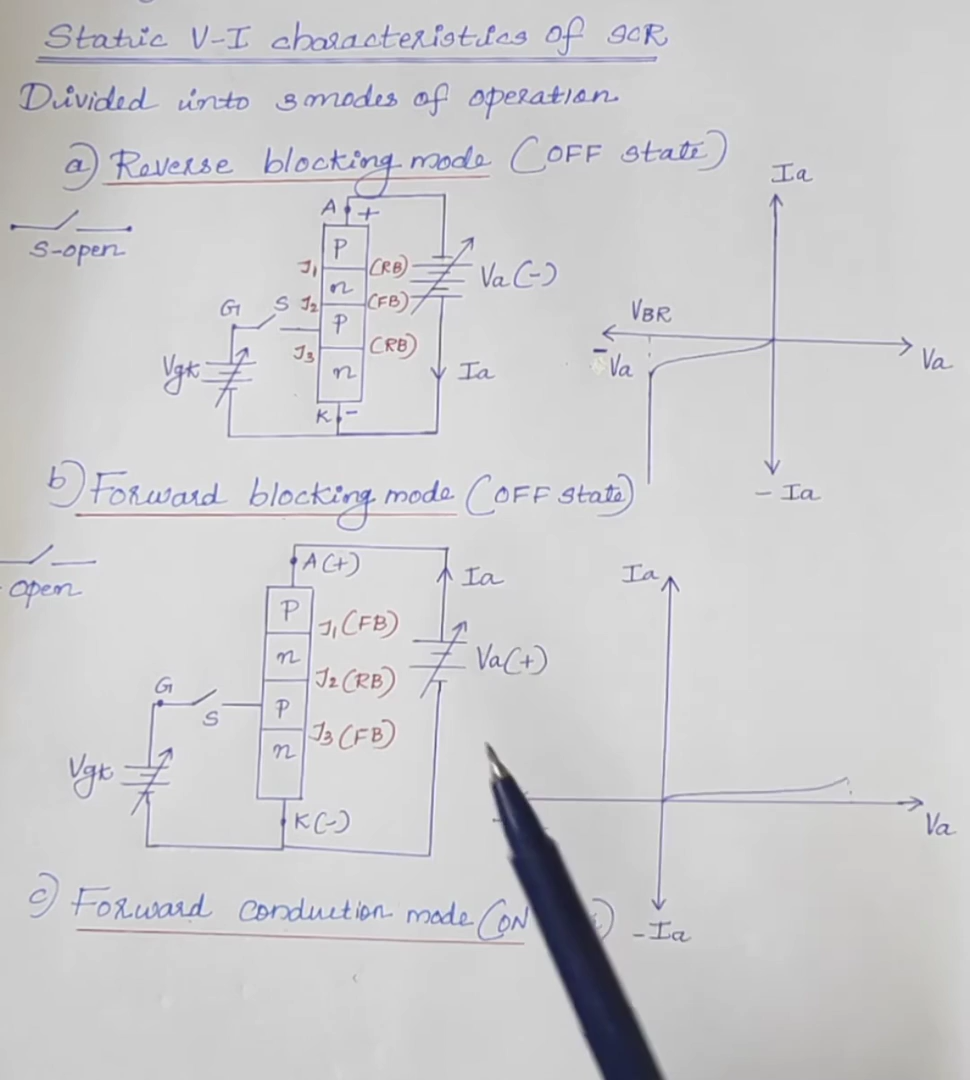 Static V-I characteristics of SCR
Divided into 3 modes of operation
a) Reverse blocking mode (OFF state)
S-open
A +
P
n
P
n
K -
J1 (RB)
J2 (FB)
J3 (RB)
G
S
Vgk
Va (-)
Ia
Ia
VBR
-Va
Va
- Ia
b) Forward blocking mode (OFF state)
open
A (+)
P
n
P
n
K (-)
J1 (FB)
J2 (RB)
J3 (FB)
G
S
Vgk
Ia
Va (+)
Ia
Va
-Ia
c) Forward conduction mode (ON